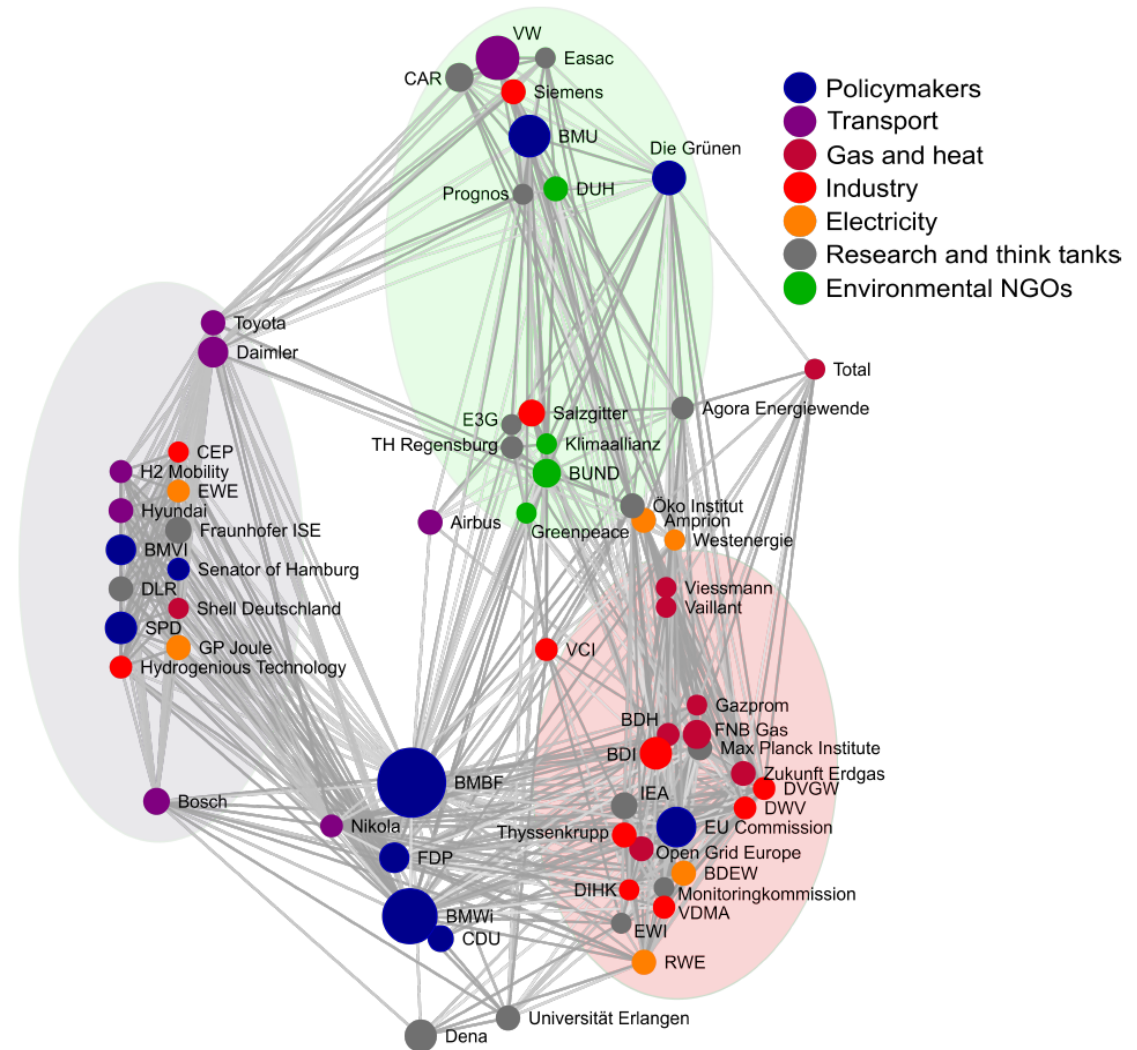 VW
Easac
CAR
Siemens
BMU
Die Grünen
Prognos
DUH
Policymakers
Transport
Gas and heat
Industry
Electricity
Research and think tanks
Environmental NGOs
Toyota
Daimler
Total
Agora Energiewende
Salzgitter
E3G
TH Regensburg
Klimaallianz
BUND
CEP
H2 Mobility
EWE
Hyundai
Fraunhofer ISE
BMVI
Senator of Hamburg
DLR
Shell Deutschland
SPD
GP Joule
Hydrogenious Technology
Airbus
Greenpeace
Öko Institut
Amprion
Westenergie
Viessmann
Vaillant
VCI
Gazprom
BDH
FNB Gas
BDI
Max Planck Institute
Zukunft Erdgas
DVGW
DWV
IEA
EU Commission
Thyssenkrupp
Open Grid Europe
BDEW
DIHK
Monitoringkommission
VDMA
EWI
RWE
BMBF
Bosch
Nikola
FDP
BMWi
CDU
Universität Erlangen
Dena